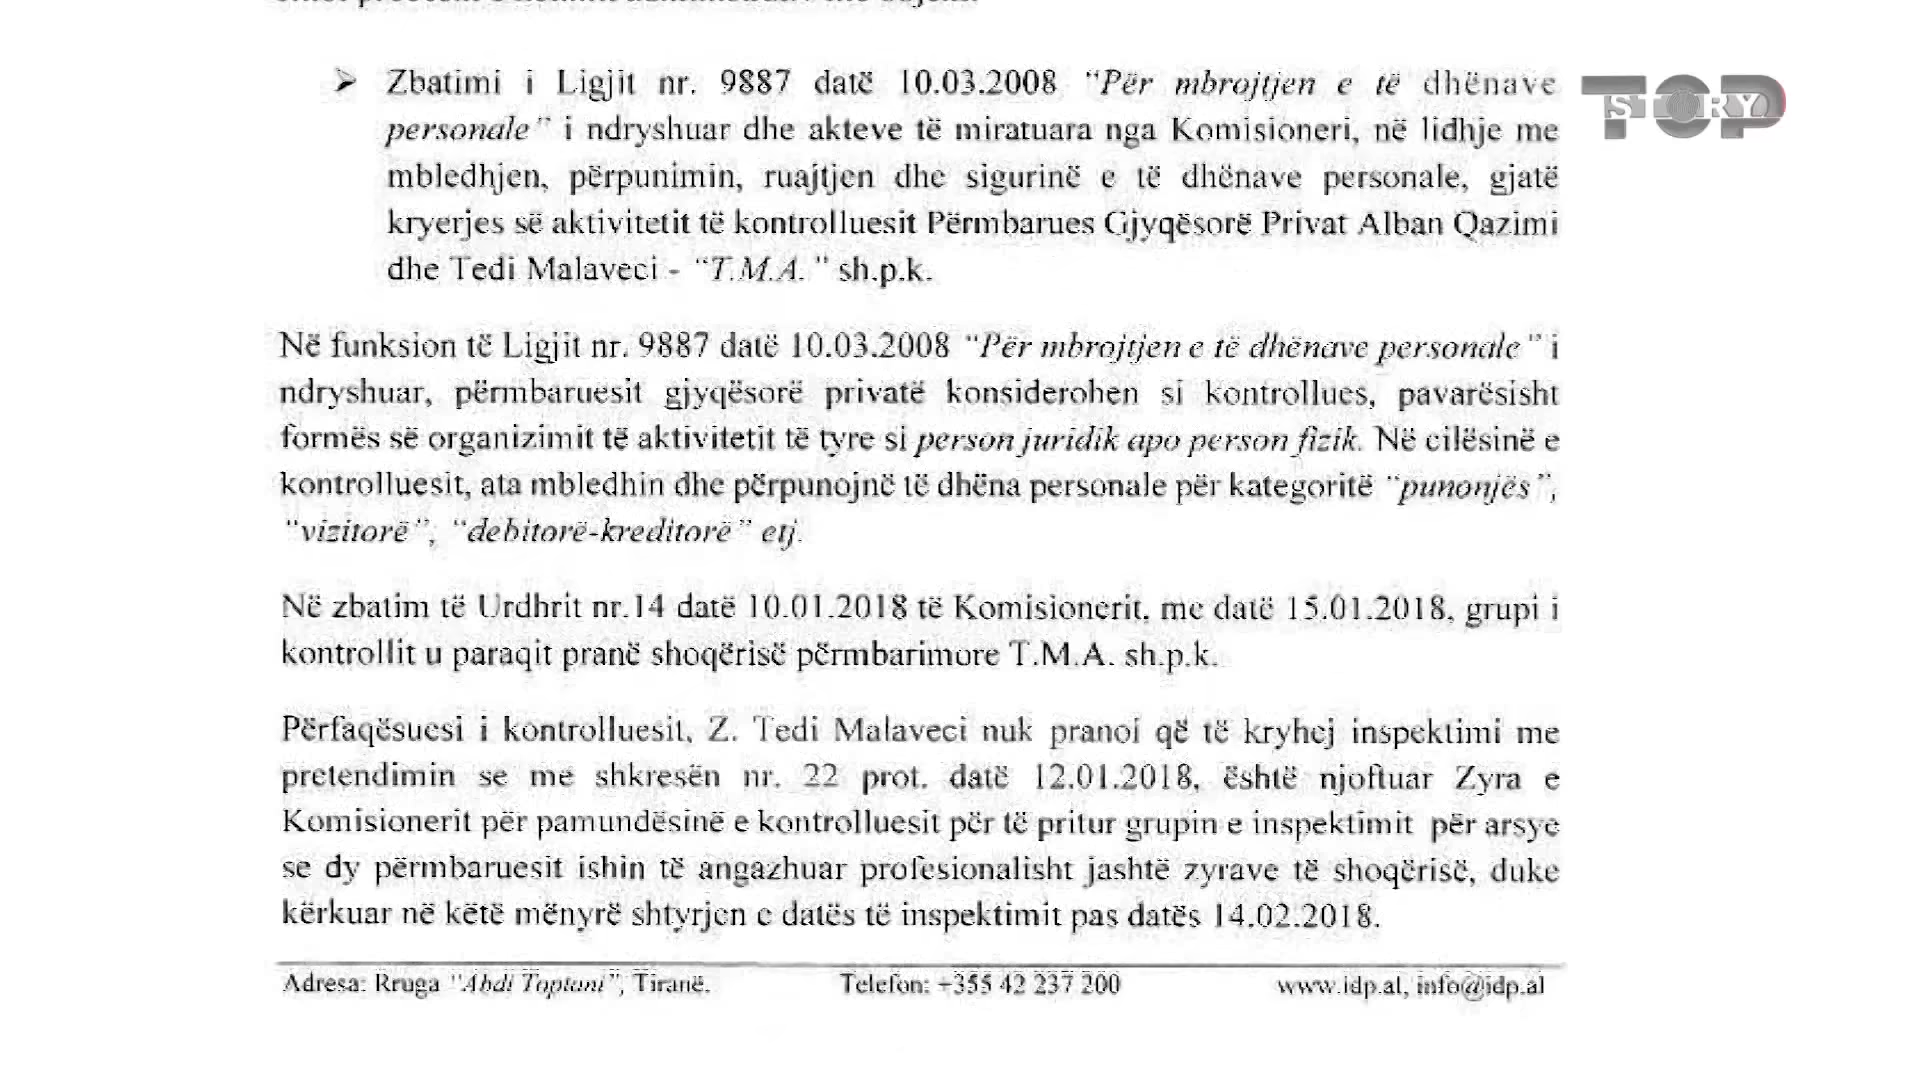 ➢ Zbatimi i Ligjit nr. 9887 datë 10.03.2008 "Për mbrojtjen e të dhënave
personale" i ndryshuar dhe akteve të miratuara nga Komisioneri, në lidhje me
mbledhjen, përpunimin, ruajtjen dhe sigurinë e të dhënave personale, gjatë
kryerjes së aktivitetit të kontrolluesit Përmbarues Gjyqësorë Privat Alban Qazimi
dhe Tedi Malaveci - "T.M.A." sh.p.k.
TOP STORY
Në funksion të Ligjit nr. 9887 datë 10.03.2008 "Për mbrojtjen e të dhënave personale" i
ndryshuar, përmbaruesit gjyqësorë privatë konsiderohen si kontrollues, pavarësisht
formës së organizimit të aktivitetit të tyre si person juridik apo person fizik. Në cilësinë e
kontrolluesit, ata mbledhin dhe përpunojnë të dhëna personale për kategoritë "punonjës",
"vizitorë", "debitorë-kreditorë" etj.
Në zbatim të Urdhrit nr.14 datë 10.01.2018 të Komisionerit, me datë 15.01.2018, grupi i
kontrollit u paraqit pranë shoqërisë përmbarimore T.M.A. sh.p.k.
Përfaqësuesi i kontrolluesit, Z. Tedi Malaveci nuk pranoi që të kryhej inspektimi me
pretendimin se me shkresën nr. 22 prot. datë 12.01.2018, është njoftuar Zyra e
Komisionerit për pamundësinë e kontrolluesit për të pritur grupin e inspektimit për arsye
se dy përmbaruesit ishin të angazhuar profesionalisht jashtë zyrave të shoqërisë, duke
kërkuar në këtë mënyrë shtyrjen e datës të inspektimit pas datës 14.02.2018.
Adresa: Rruga "Abdi Toptani", Tiranë. Telefon: +355 42 237 200 www.idp.al, info@idp.al